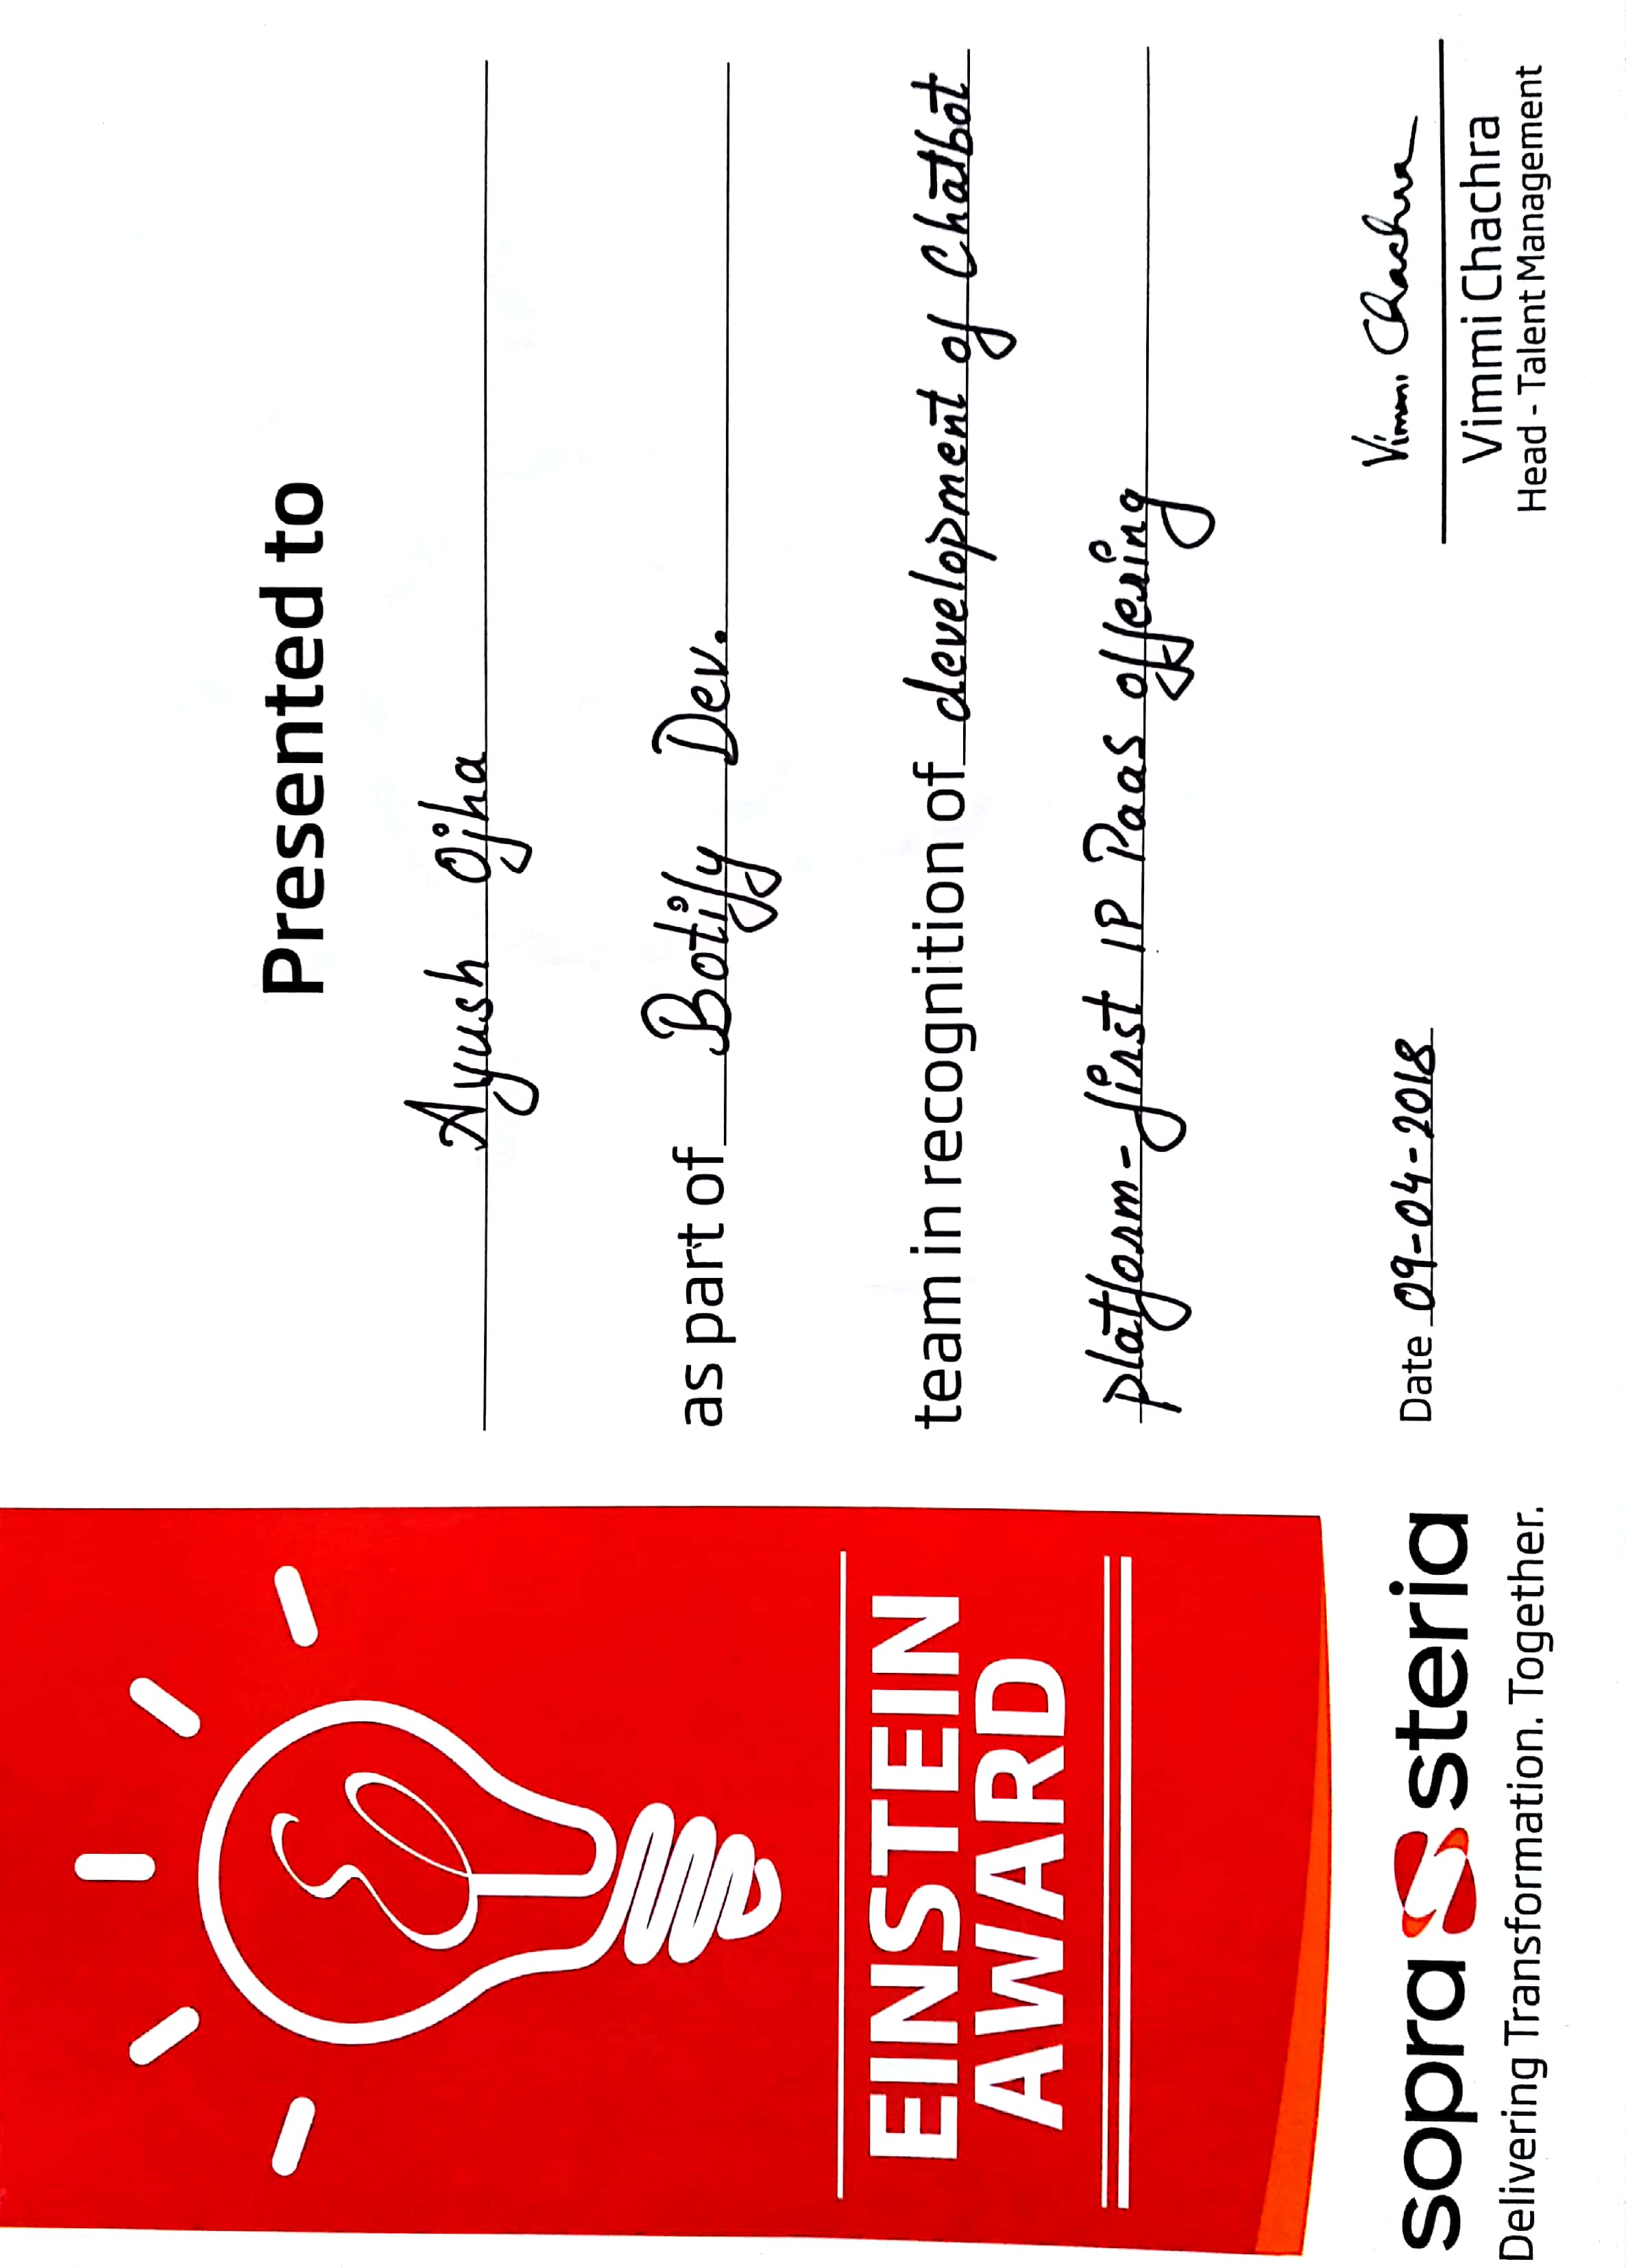 EINSTEIN
AWARD
sopra steria
Delivering Transformation. Together.
Presented to
Ayush Ojha
as part of Botify Dev.
team in recognition of development of Chatbot
platform-first IP Paas offering
Date 09-04-2018
Vimmi Chachra
Vimmi Chachra
Head - Talent Management